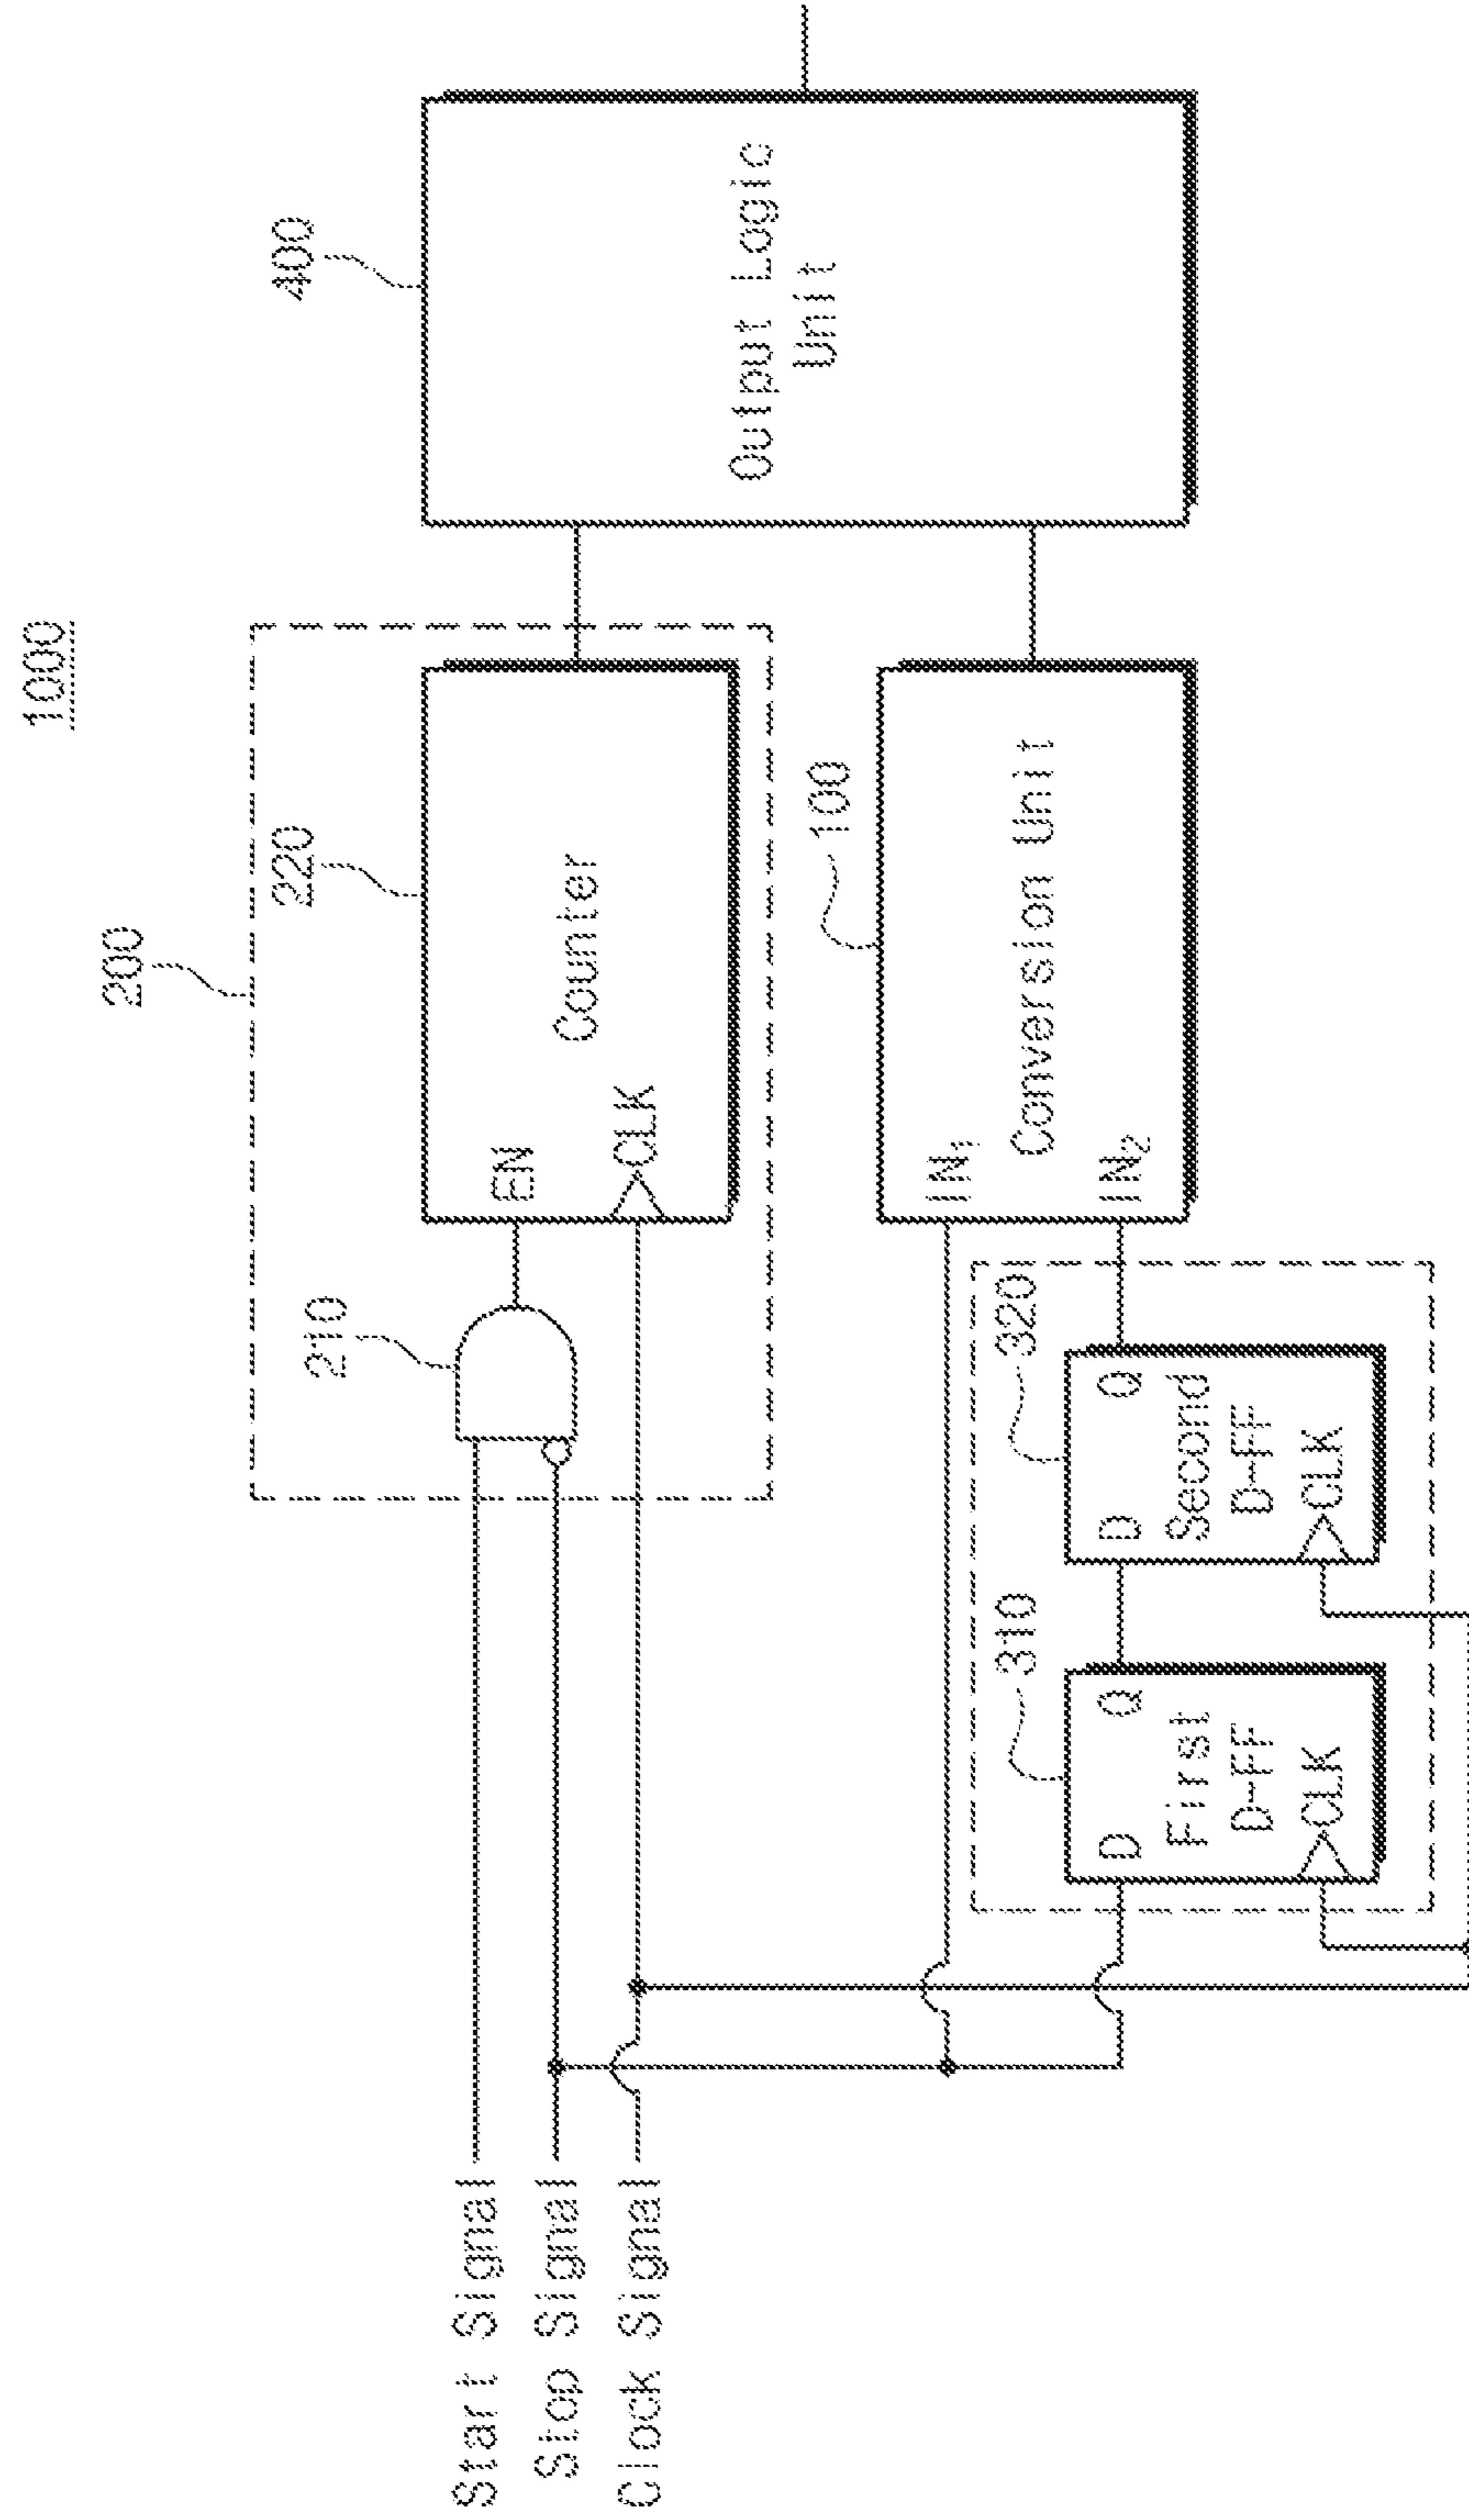 1000
200
210
220
400
Start Signal
Stop Signal
Clock Signal
EN
CLK
Counter
Output Logic
Unit
100
IN1
IN2
Conversion Unit
310
320
D
Q
First
D-FF
CLK
D
Q
Second
D-FF
CLK